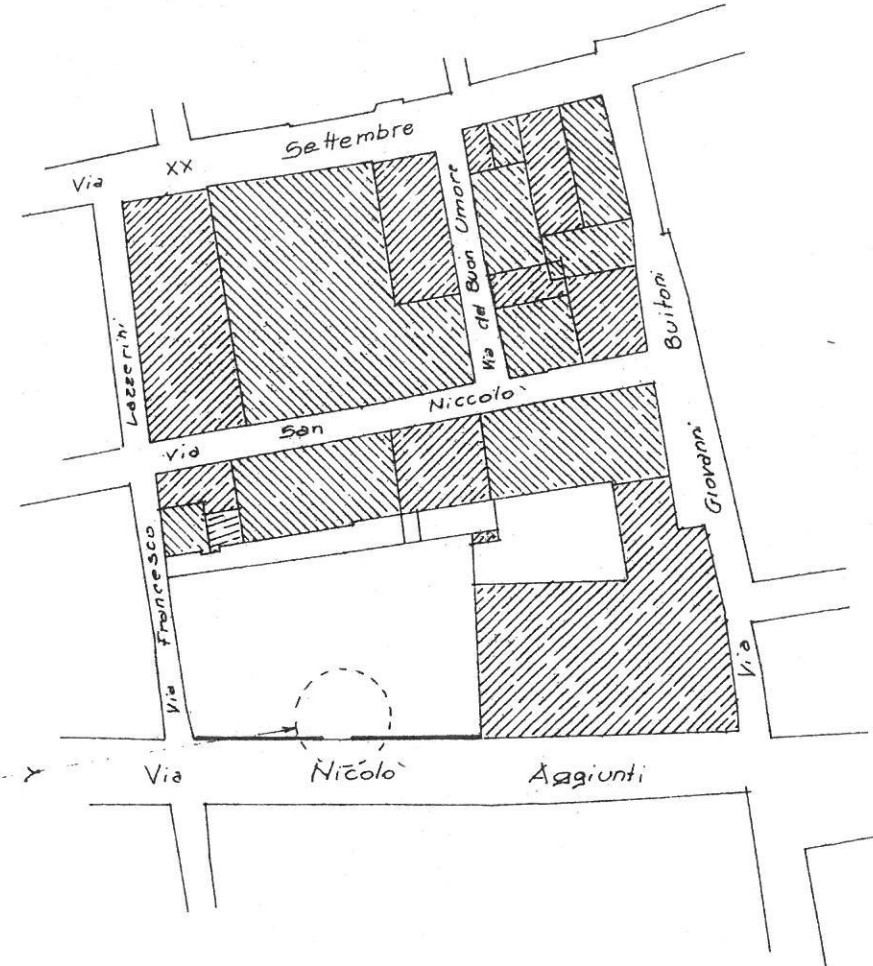 Via XX Settembre
Via del Buon Umore
Via San Niccolò
Via Francesco Lazzerini
Via Giovanni Buitoni
Via Nicolò Aggiunti